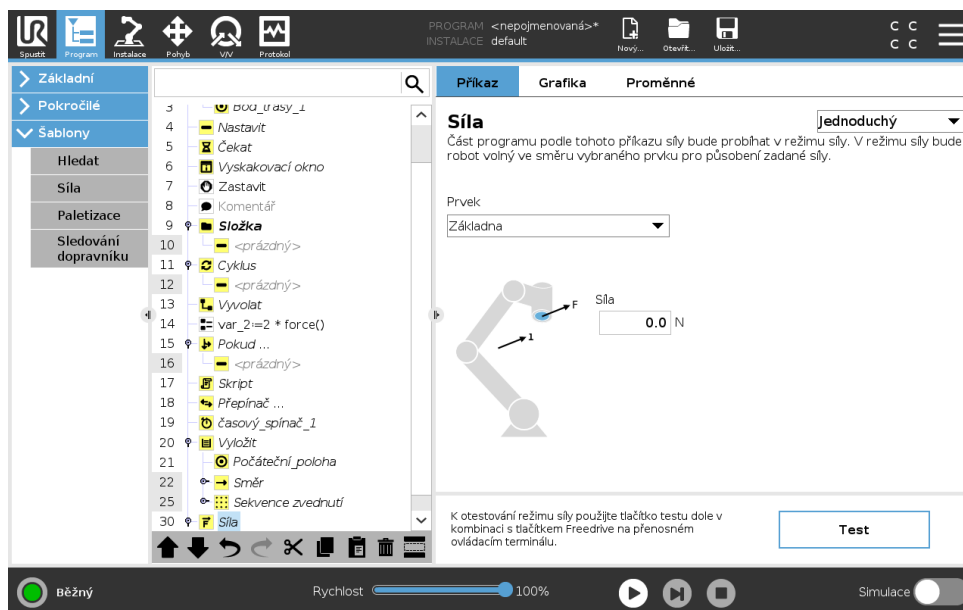 PROGRAM <nepojmenovaná>*
INSTALACE default
Spustit
Program
Instalace
Pohyb
V/V
Protokol
Nový...
Otevřít...
Uložit...
C C
C C
Základní
Pokročilé
Šablony
Hledat
Síla
Paletizace
Sledování
dopravníku
3 Bod_trasy_1
4 Nastavit
5 Čekat
6 Vyskakovací okno
7 Zastavit
8 Komentář
9 Složka
10 <prázdný>
11 Cyklus
12 <prázdný>
13 Vyvolat
14 var_2:=2 * force()
15 Pokud ...
16 <prázdný>
17 Skript
18 Přepínač ...
19 časový_spínač_1
20 Vyložit
21 Počáteční_poloha
22 Směr
25 Sekvence zvednutí
30 Síla
Příkaz Grafika Proměnné
Síla
Jednoduchý
Část programu podle tohoto příkazu síly bude probíhat v režimu síly. V režimu síly bude
robot volný ve směru vybraného prvku pro působení zadané síly.
Prvek
Základna
F
1
Síla
0.0 N
K otestování režimu síly použijte tlačítko testu dole v
kombinaci s tlačítkem Freedrive na přenosném
ovládacím terminálu.
Test
Běžný
Rychlost 100%
Simulace